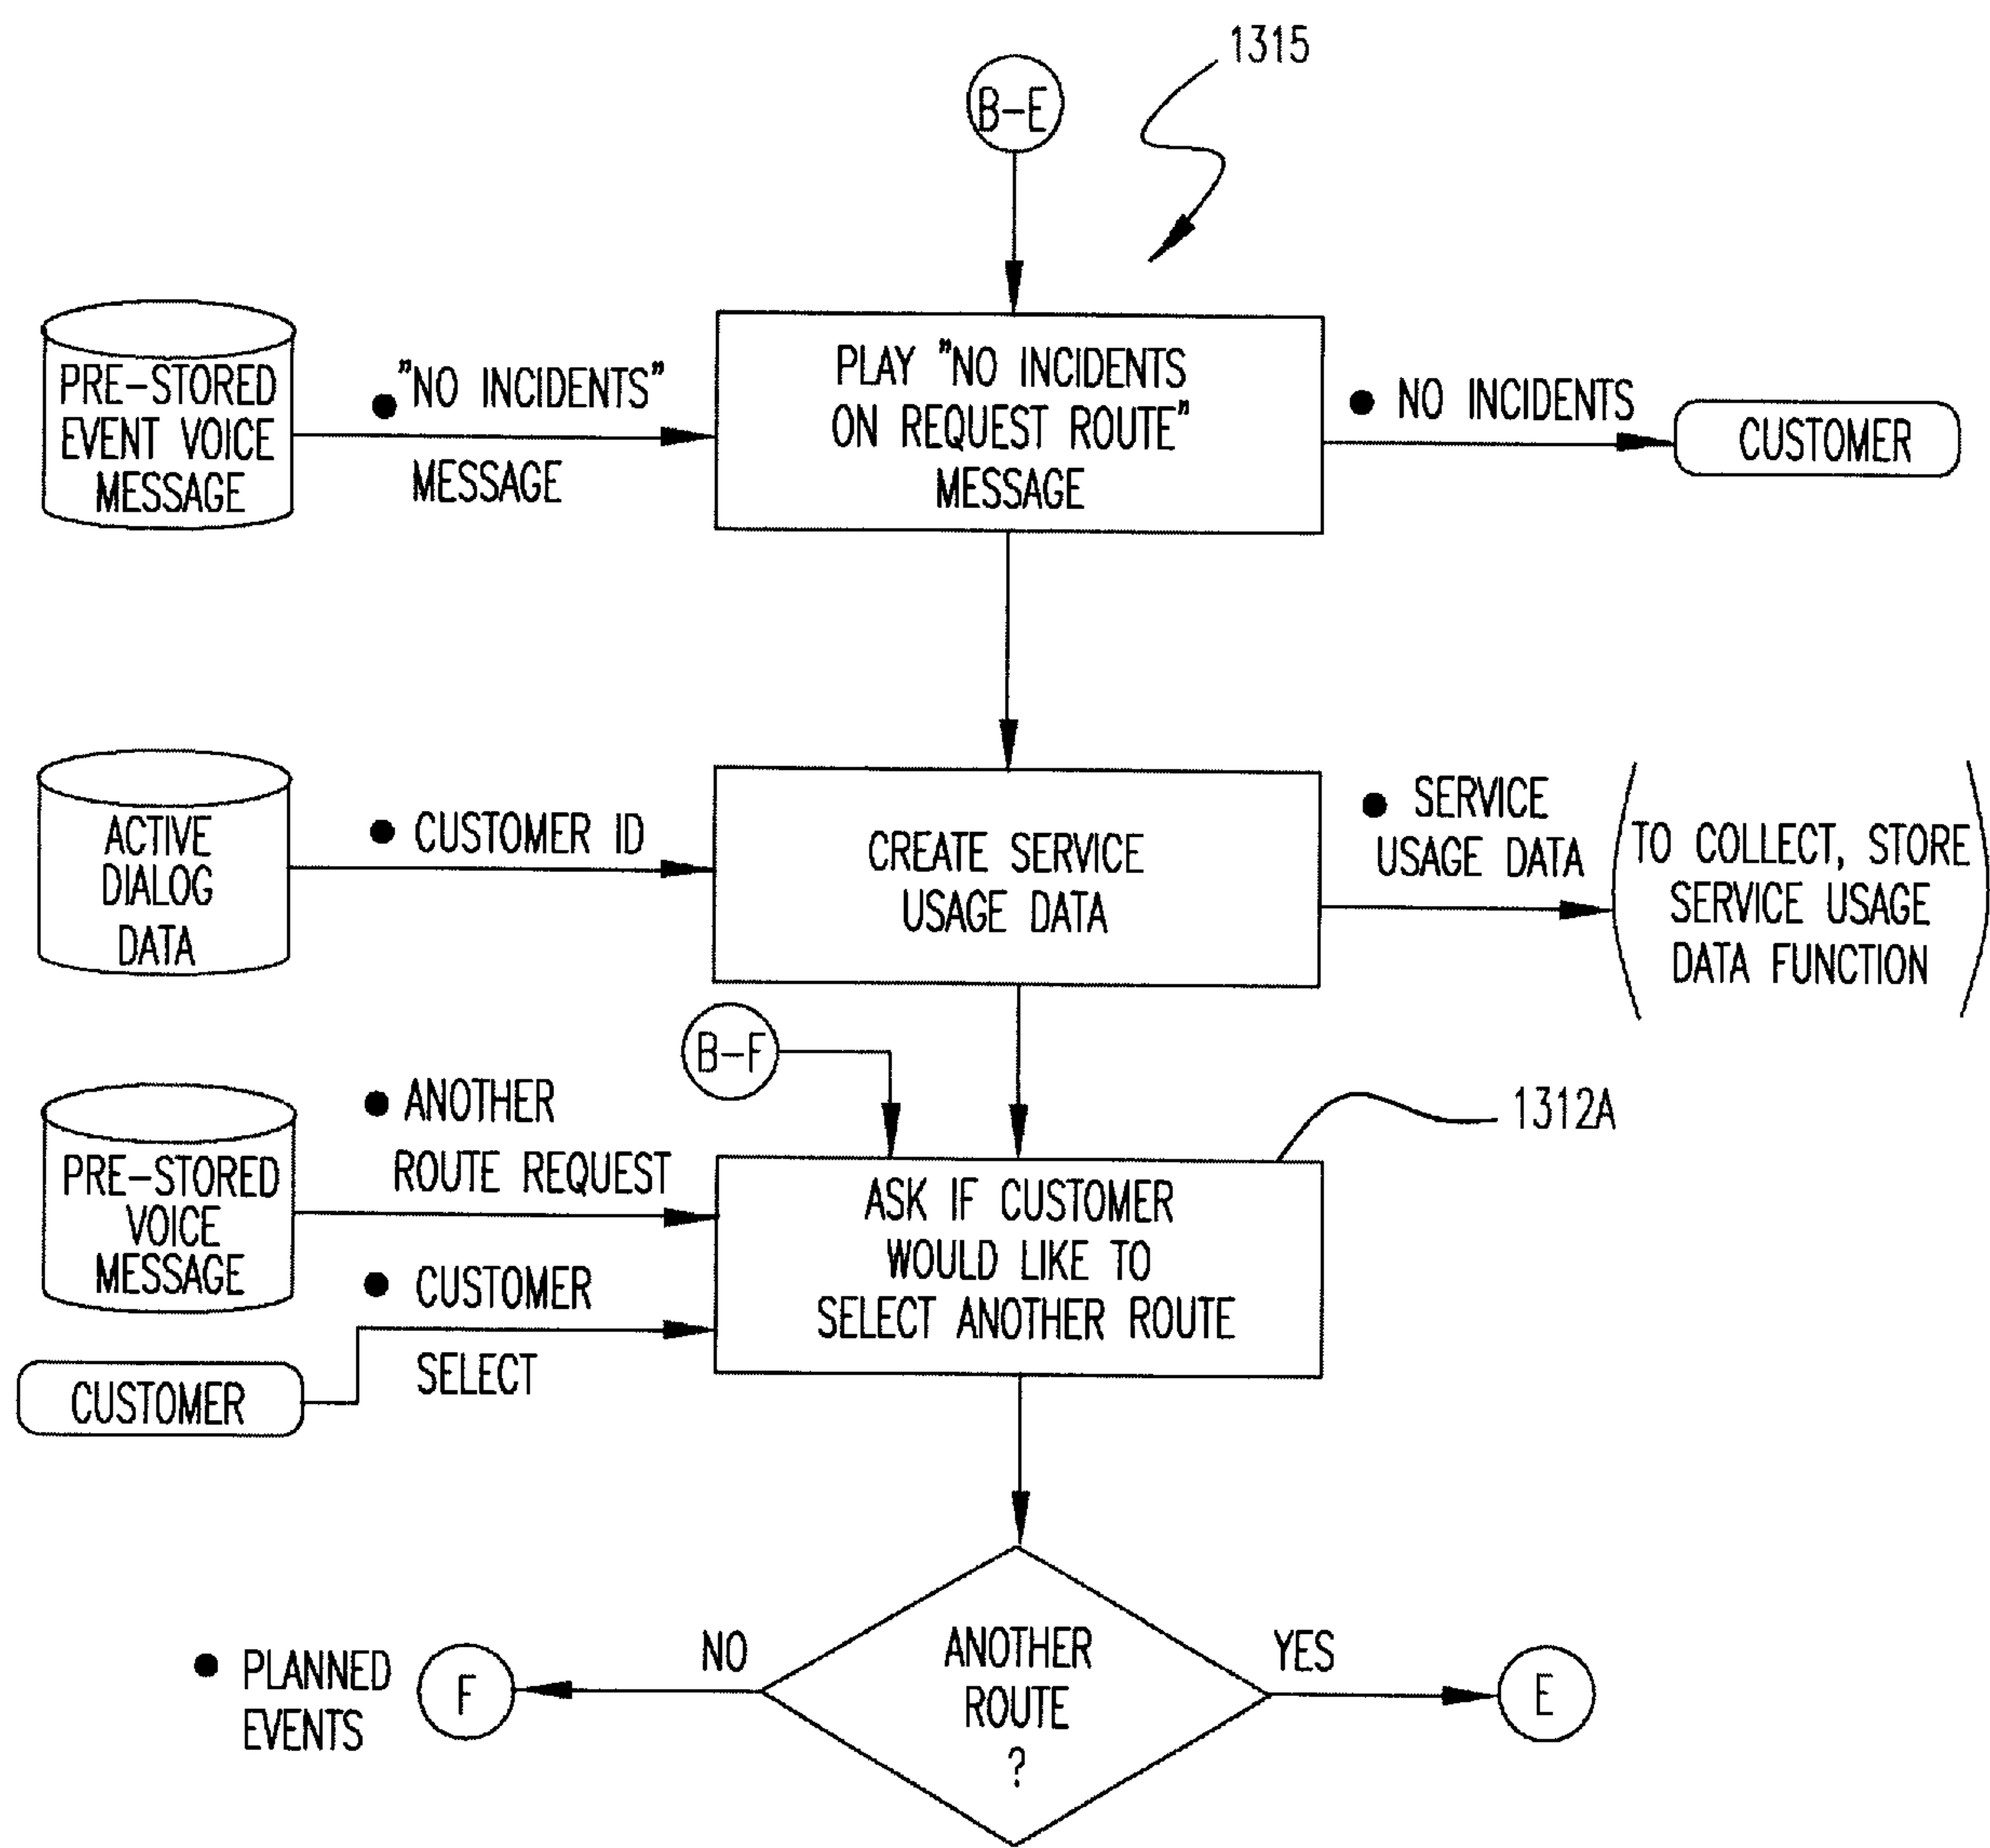 1315
B-E
PRE-STORED
EVENT VOICE
MESSAGE
● "NO INCIDENTS"
MESSAGE
PLAY "NO INCIDENTS
ON REQUEST ROUTE"
MESSAGE
● NO INCIDENTS
CUSTOMER
ACTIVE
DIALOG
DATA
● CUSTOMER ID
CREATE SERVICE
USAGE DATA
● SERVICE
USAGE DATA
TO COLLECT, STORE
SERVICE USAGE
DATA FUNCTION
B-F
PRE-STORED
VOICE
MESSAGE
● ANOTHER
ROUTE REQUEST
1312A
ASK IF CUSTOMER
WOULD LIKE TO
SELECT ANOTHER ROUTE
● CUSTOMER
SELECT
CUSTOMER
● PLANNED
EVENTS
F
NO
ANOTHER
ROUTE
?
YES
E